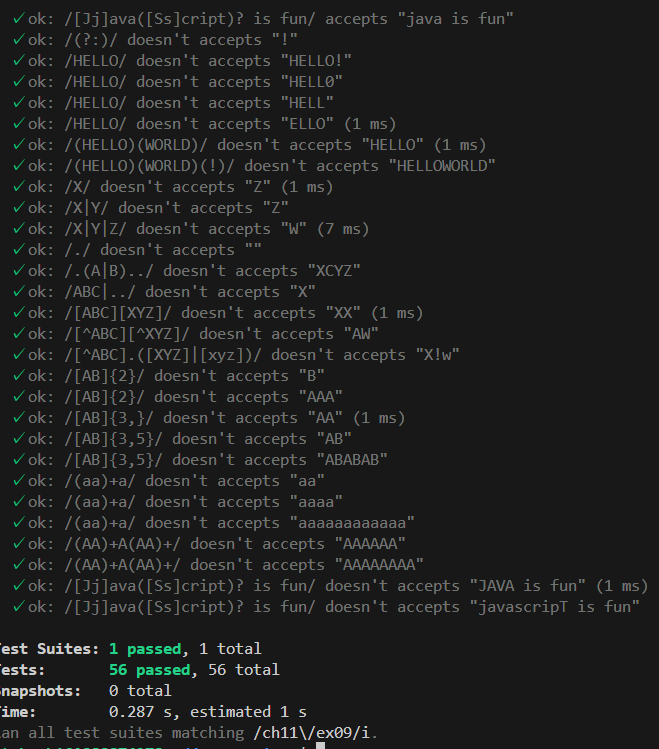 ✓ok: /[Jj]ava([Ss]cript)? is fun/ accepts "java is fun"
✓ok: /(?:)/ doesn't accepts "!"
✓ok: /HELLO/ doesn't accepts "HELLO!"
✓ok: /HELLO/ doesn't accepts "HELL0"
✓ok: /HELLO/ doesn't accepts "HELL"
✓ok: /HELLO/ doesn't accepts "ELLO" (1 ms)
✓ok: /(HELLO)(WORLD)/ doesn't accepts "HELLO" (1 ms)
✓ok: /(HELLO)(WORLD)(!)/ doesn't accepts "HELLOWORLD"
✓ok: /X/ doesn't accepts "Z" (1 ms)
✓ok: /X|Y/ doesn't accepts "Z"
✓ok: /X|Y|Z/ doesn't accepts "W" (7 ms)
✓ok: /./ doesn't accepts ""
✓ok: /.(A|B)../ doesn't accepts "XCYZ"
✓ok: /ABC|../ doesn't accepts "X"
✓ok: /[ABC][XYZ]/ doesn't accepts "XX" (1 ms)
✓ok: /[^ABC][^XYZ]/ doesn't accepts "AW"
✓ok: /[^ABC].([XYZ]|[xyz])/ doesn't accepts "X!w"
✓ok: /[AB]{2}/ doesn't accepts "B"
✓ok: /[AB]{2}/ doesn't accepts "AAA"
✓ok: /[AB]{3,}/ doesn't accepts "AA" (1 ms)
✓ok: /[AB]{3,5}/ doesn't accepts "AB"
✓ok: /[AB]{3,5}/ doesn't accepts "ABABAB"
✓ok: /(aa)+a/ doesn't accepts "aa"
✓ok: /(aa)+a/ doesn't accepts "aaaa"
✓ok: /(aa)+a/ doesn't accepts "aaaaaaaaaaaa"
✓ok: /(AA)+A(AA)+/ doesn't accepts "AAAAAA"
✓ok: /(AA)+A(AA)+/ doesn't accepts "AAAAAAAA"
✓ok: /[Jj]ava([Ss]cript)? is fun/ doesn't accepts "JAVA is fun" (1 ms)
✓ok: /[Jj]ava([Ss]cript)? is fun/ doesn't accepts "javascripT is fun"
Test Suites: 1 passed, 1 total
Tests: 56 passed, 56 total
Snapshots: 0 total
Time: 0.287 s, estimated 1 s
Ran all test suites matching /ch11\/ex09/i.